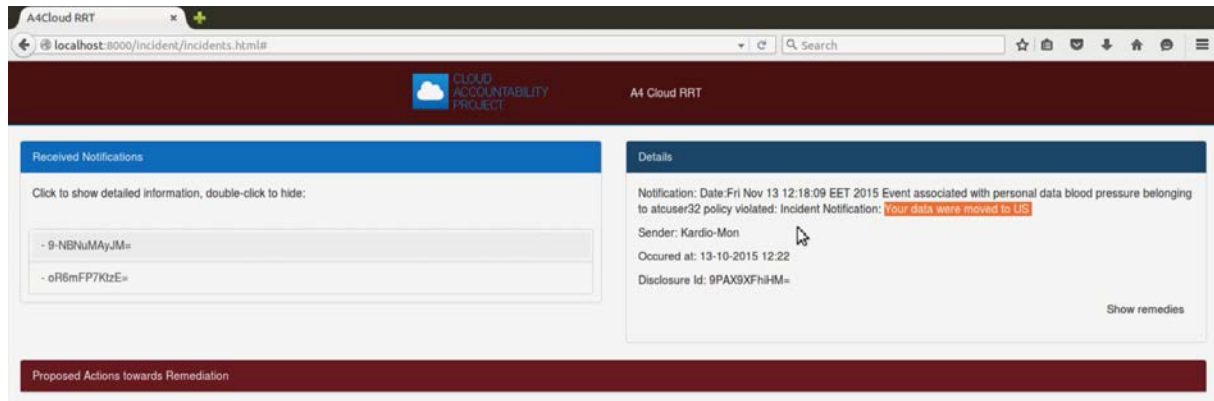 A4Cloud RRT
localhost:8000/incident/incidents.html#
Search
CLOUD
ACCOUNTABILITY
PROJECT
A4 Cloud RRT
Received Notifications
Click to show detailed information, double-click to hide:
- 9-NBNuMAyJM=
- oR6mFP7KIzE=
Details
Notification: Date:Fri Nov 13 12:18:09 EET 2015 Event associated with personal data blood pressure belonging
to atcuser32 policy violated: Incident Notification: Your data were moved to US
Sender: Kardio-Mon
Occured at: 13-10-2015 12:22
Disclosure Id: 9PAX9XFhiHM=
Show remedies
Proposed Actions towards Remediation